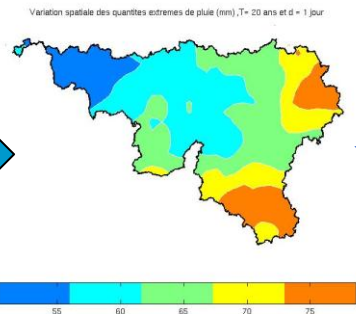 Variation spatiale des quantites extremes de pluie (mm) ,T= 20 ans et d = 1 jour
55 60 65 70 75